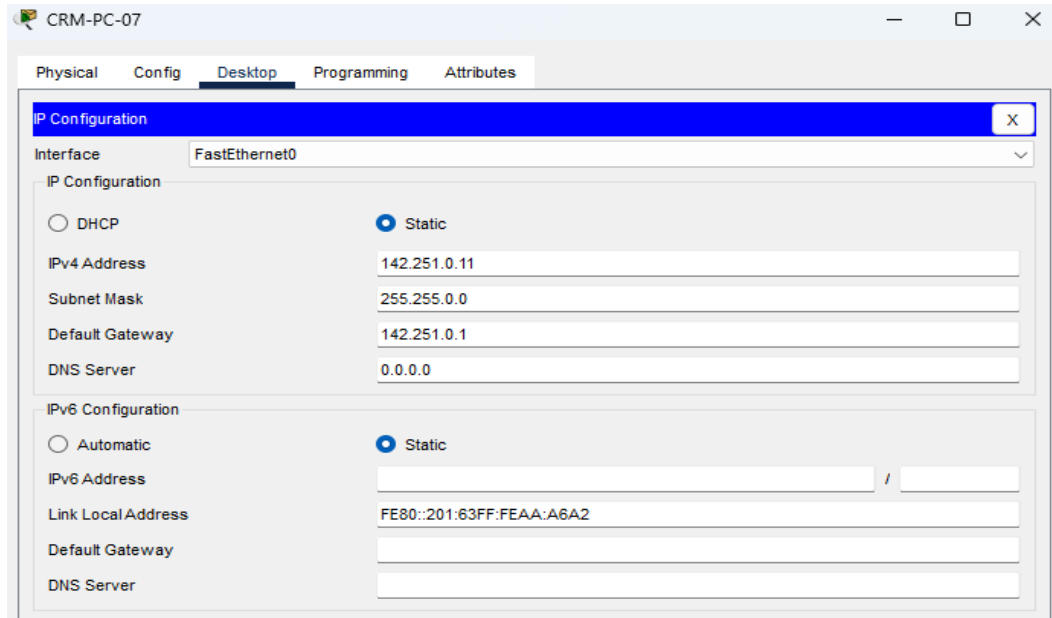 CRM-PC-07
Physical Config Desktop Programming Attributes
IP Configuration X
Interface FastEthernet0
IP Configuration
DHCP Static
IPv4 Address 142.251.0.11
Subnet Mask 255.255.0.0
Default Gateway 142.251.0.1
DNS Server 0.0.0.0
IPv6 Configuration
Automatic Static
IPv6 Address /
Link Local Address FE80::201:63FF:FEAA:A6A2
Default Gateway
DNS Server